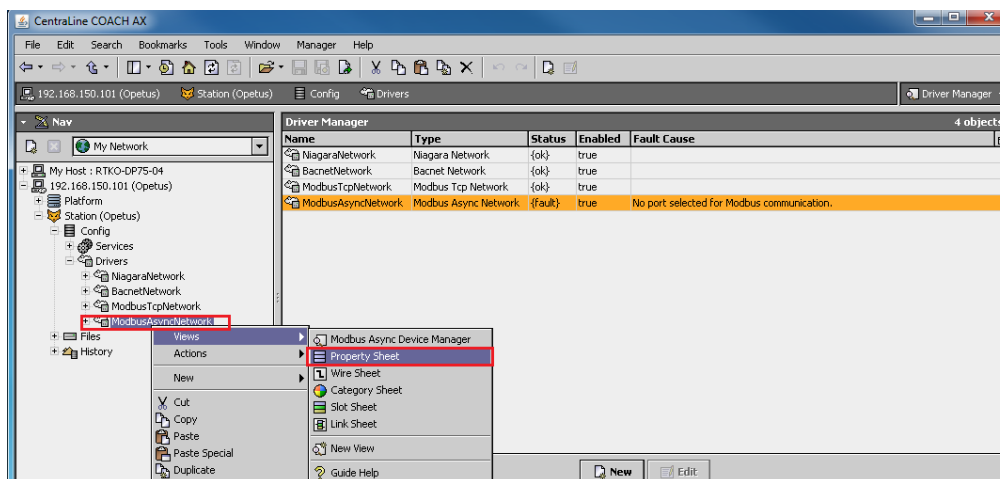 CentraLine COACH AX
File Edit Search Bookmarks Tools Window Manager Help
192.168.150.101 (Opetus) Station (Opetus) Config Drivers Driver Manager
Nav
My Network
My Host : RTKO-DP75-04
192.168.150.101 (Opetus)
Platform
Station (Opetus)
Config
Services
Drivers
NiagaraNetwork
BacnetNetwork
ModbusTcpNetwork
ModbusAsyncNetwork
Files
History
Driver Manager 4 objects
Name Type Status Enabled Fault Cause
NiagaraNetwork Niagara Network {ok} true
BacnetNetwork Bacnet Network {ok} true
ModbusTcpNetwork Modbus Tcp Network {ok} true
ModbusAsyncNetwork Modbus Async Network {fault} true No port selected for Modbus communication.
Views
Actions
New
Cut
Copy
Paste
Paste Special
Duplicate
Modbus Async Device Manager
Property Sheet
Wire Sheet
Category Sheet
Slot Sheet
Link Sheet
New View
Guide Help
New Edit